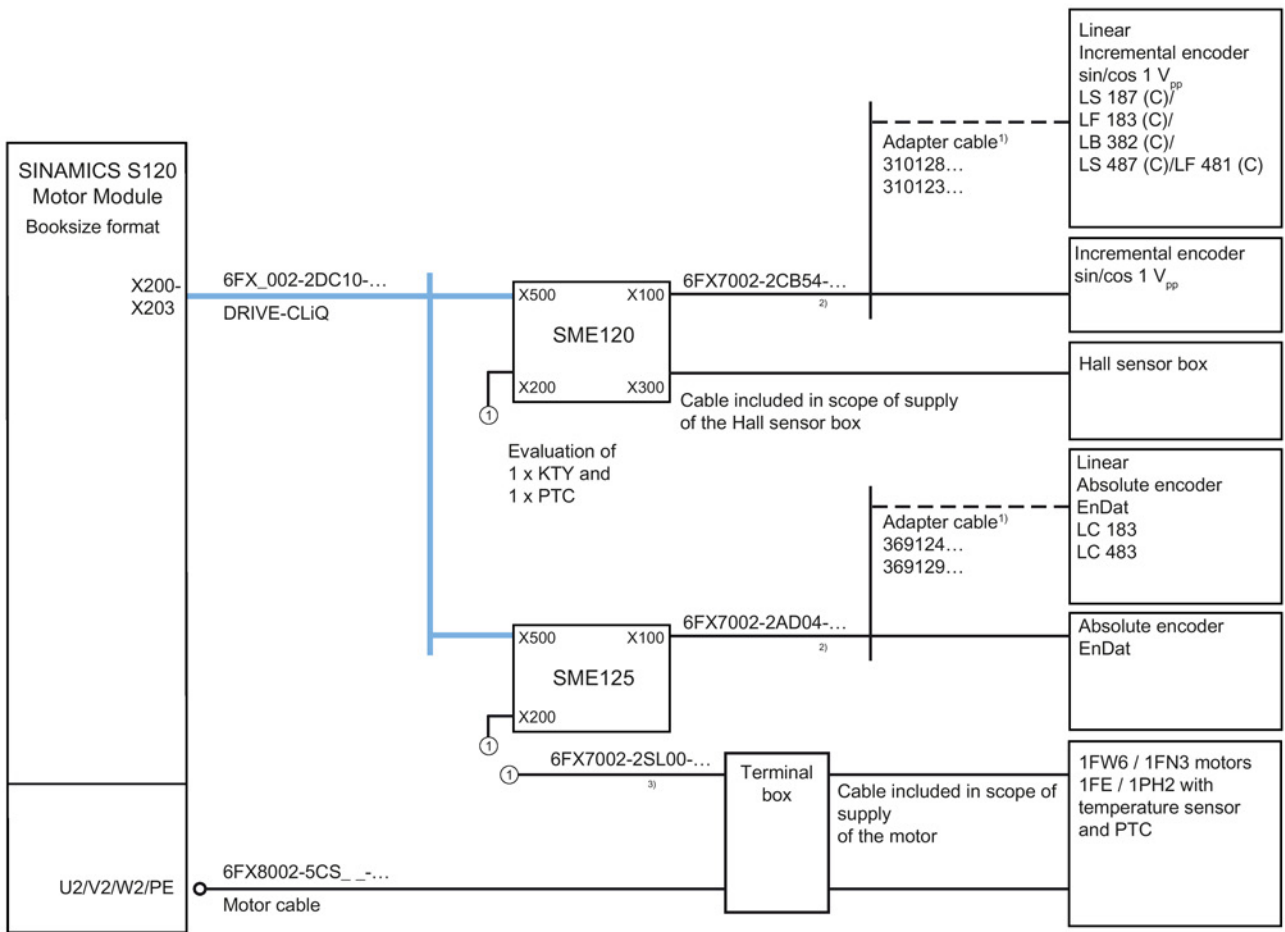 Linear
Incremental encoder
sin/cos 1 Vpp
LS 187 (C)/
LF 183 (C)/
LB 382 (C)/
LS 487 (C)/LF 481 (C)
Adapter cable1)
310128…
310123…
SINAMICS S120
Motor Module
Booksize format
X200-
X203
6FX_002-2DC10-…
DRIVE-CLiQ
X500
X100
SME120
X200
X300
6FX7002-2CB54-…
2)
Incremental encoder
sin/cos 1 Vpp
Hall sensor box
Cable included in scope of supply
of the Hall sensor box
①
Evaluation of
1 x KTY and
1 x PTC
Linear
Absolute encoder
EnDat
LC 183
LC 483
Adapter cable1)
369124…
369129…
X500
X100
SME125
X200
6FX7002-2AD04-…
2)
Absolute encoder
EnDat
①
①
6FX7002-2SL00-…
3)
Terminal
box
Cable included in scope of
supply
of the motor
1FW6 / 1FN3 motors
1FE / 1PH2 with
temperature sensor
and PTC
U2/V2/W2/PE
6FX8002-5CS_ _-…
Motor cable